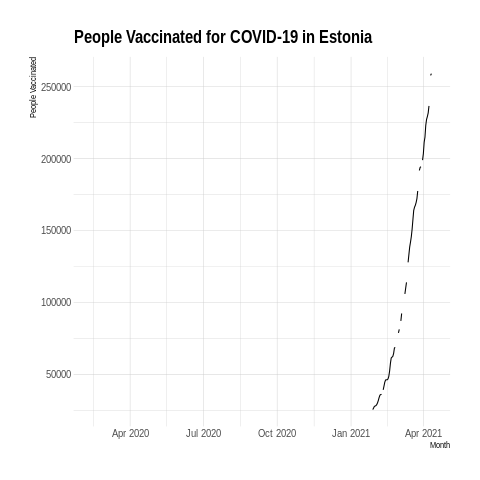 People Vaccinated for COVID-19 in Estonia
People Vaccinated
250000
200000
150000
100000
50000
Apr 2020 Jul 2020 Oct 2020 Jan 2021 Apr 2021
Month